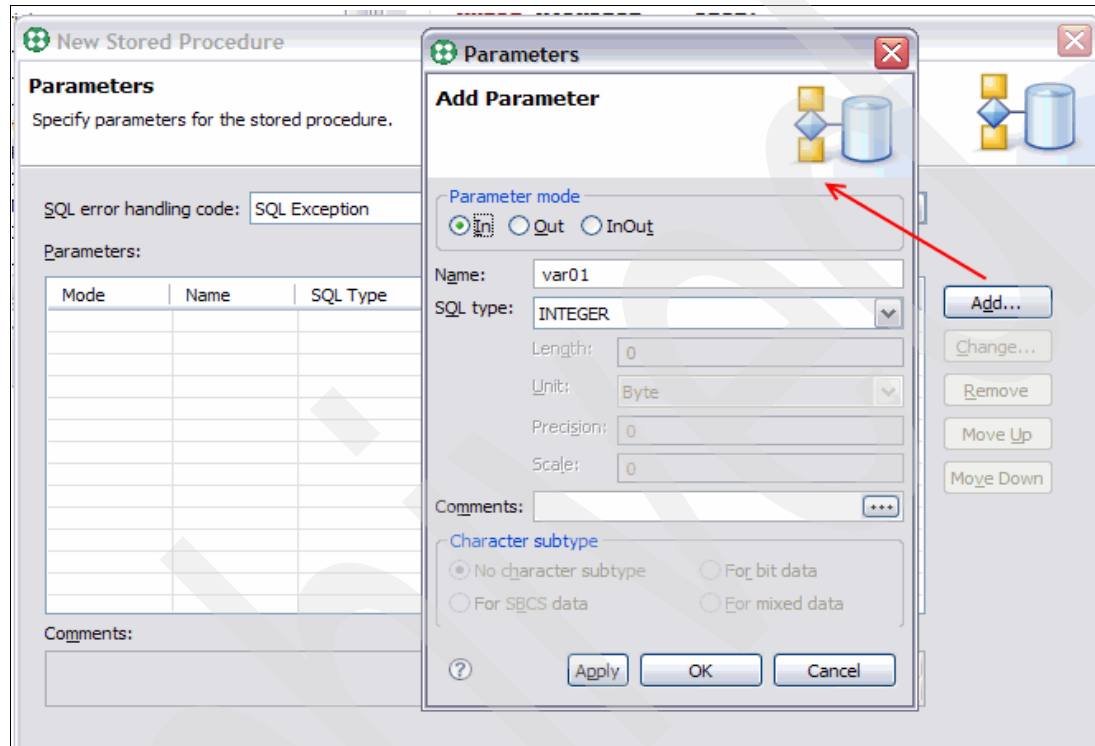 New Stored Procedure
Parameters
Specify parameters for the stored procedure.
SQL error handling code: SQL Exception
Parameters:
Mode Name SQL Type
Add...
Change...
Remove
Move Up
Move Down
Comments:
Parameters
Add Parameter
Parameter mode
In Out InOut
Name: var01
SQL type: INTEGER
Length: 0
Unit: Byte
Precision: 0
Scale: 0
Comments:
Character subtype
No character subtype For bit data
For SBCS data For mixed data
? Apply OK Cancel